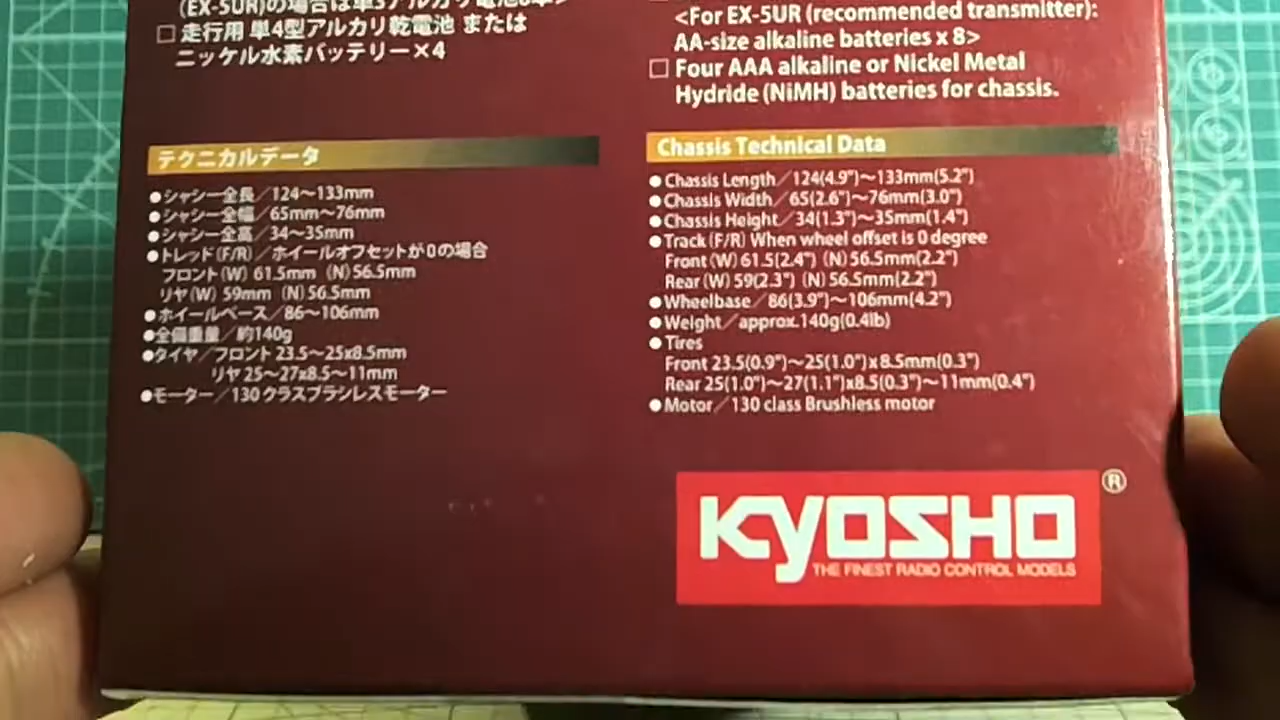 (EX-5URの場合は単3アルカリ電池8本>
□ 走行用 単4型アルカリ乾電池 または
ニッケル水素バッテリー×4
テクニカルデータ
●シャシー全長/124~133mm
●シャシー全幅/65mm~76mm
●シャシー全高/34~35mm
●トレッド(F/R)/ホイールオフセットが0の場合
フロント(W) 61.5mm (N)56.5mm
リヤ(W) 59mm (N)56.5mm
●ホイールベース/86~106mm
●全備重量/約140g
●タイヤ/フロント 23.5~25x8.5mm
リヤ 25~27x8.5~11mm
●モーター/130クラスブラシレスモーター
<For EX-5UR (recommended transmitter):
AA-size alkaline batteries x 8>
□ Four AAA alkaline or Nickel Metal
Hydride (NiMH) batteries for chassis.
Chassis Technical Data
●Chassis Length/124(4.9")~133mm(5.2")
●Chassis Width/65(2.6")~76mm(3.0")
●Chassis Height/34(1.3")~35mm(1.4")
●Track (F/R) When wheel offset is 0 degree
Front (W) 61.5(2.4") (N) 56.5mm(2.2")
Rear (W) 59(2.3") (N) 56.5mm(2.2")
●Wheelbase/86(3.9")~106mm(4.2")
●Weight/approx.140g(0.4lb)
●Tires
Front 23.5(0.9")~25(1.0")x8.5mm(0.3")
Rear 25(1.0")~27(1.1")x8.5(0.3")~11mm(0.4")
●Motor/130 class Brushless motor
KYOSHO®
THE FINEST RADIO CONTROL MODELS